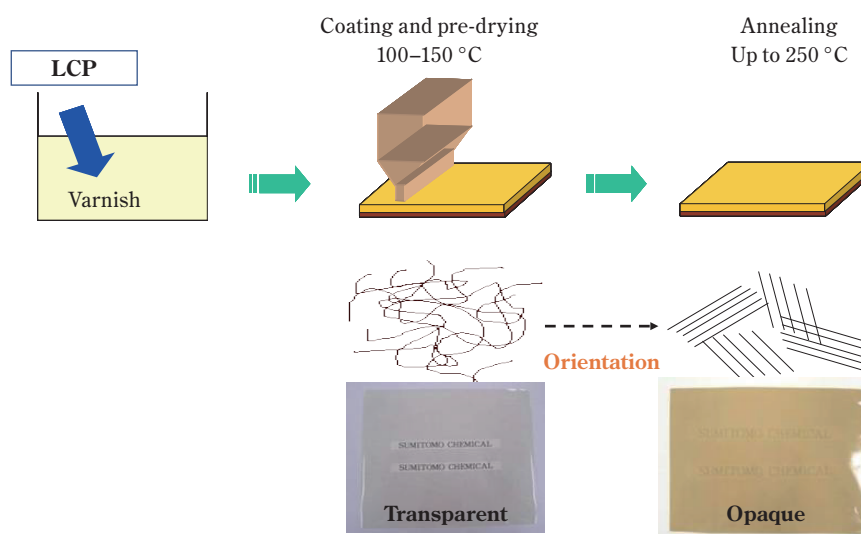 Coating and pre-drying
100–150 °C
Annealing
Up to 250 °C
LCP
Varnish
Orientation
SUMITOMO CHEMICAL
SUMITOMO CHEMICAL
Transparent
SUMITOMO CHEMICAL
SUMITOMO CHEMICAL
Opaque